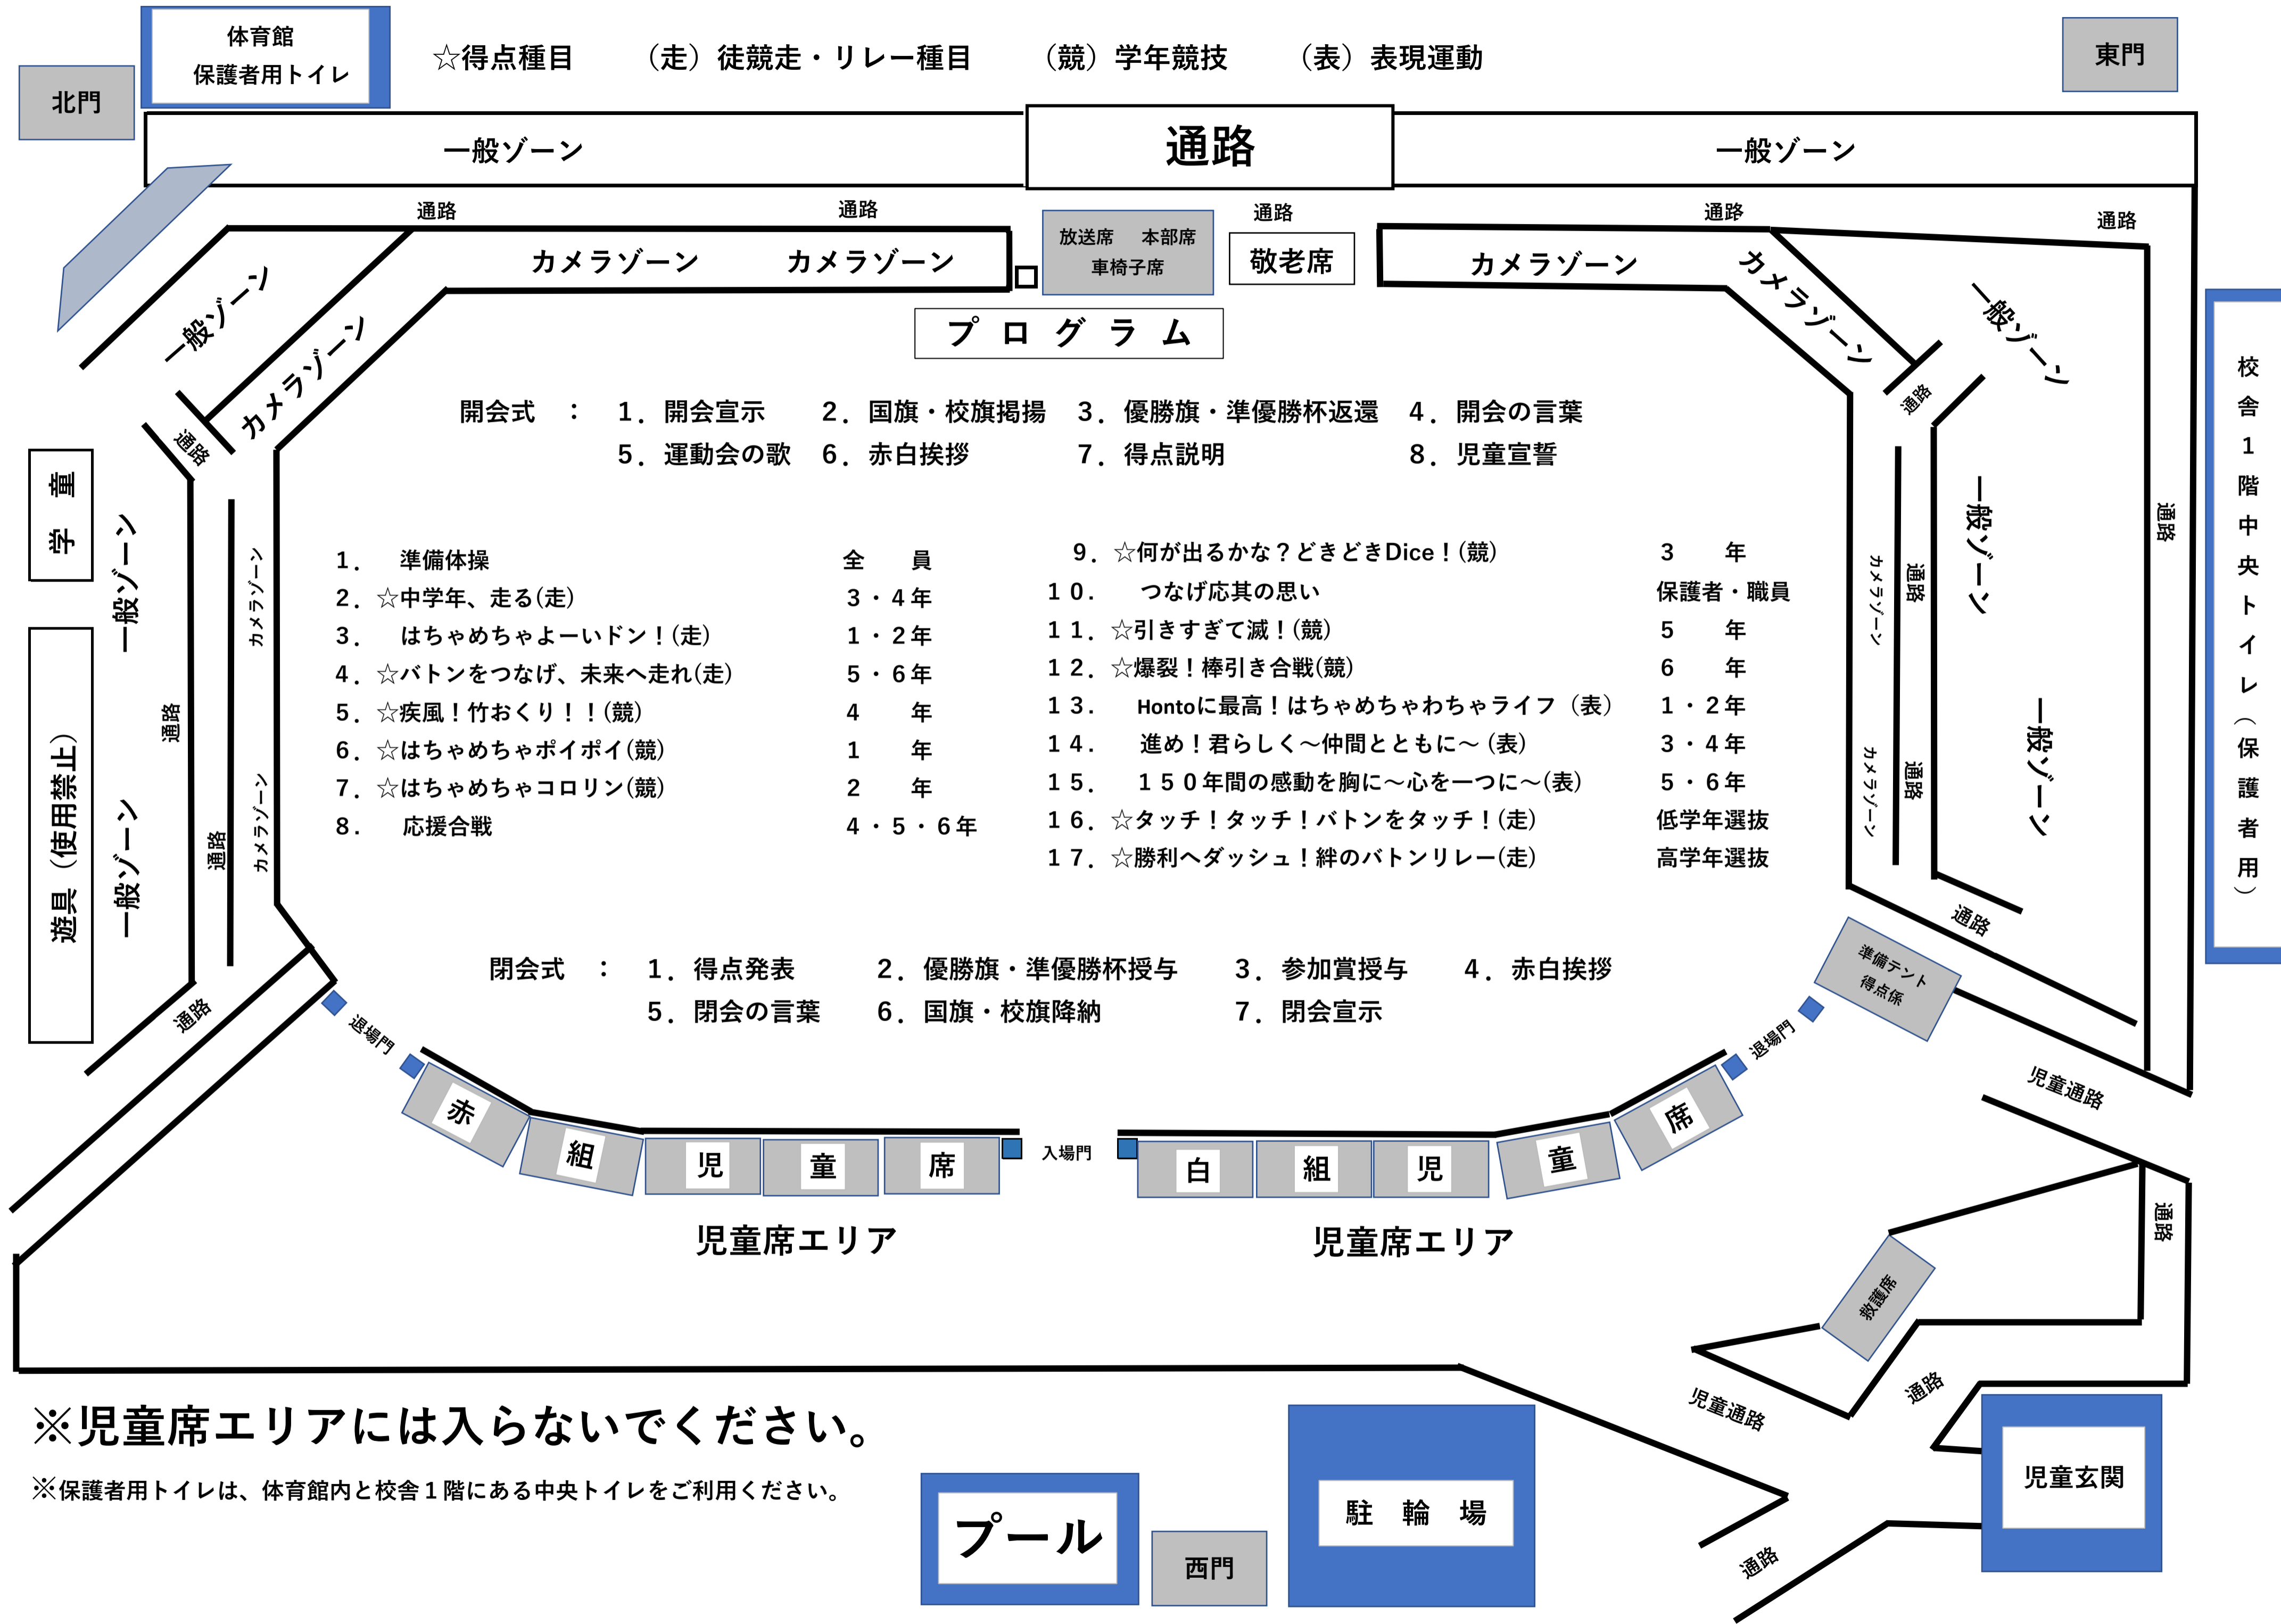 体育館
保護者用トイレ
☆得点種目　（走）徒競走・リレー種目　（競）学年競技　（表）表現運動
東門
北門
一般ゾーン
通路
一般ゾーン
通路
通路
通路
通路
通路
放送席　本部席
車椅子席
敬老席
カメラゾーン
カメラゾーン
カメラゾーン
カメラゾーン
一般ゾーン
一般ゾーン
カメラゾーン
プログラム
通路
通路
開会式　：　１．開会宣示　２．国旗・校旗掲揚　３．優勝旗・準優勝杯返還　４．開会の言葉
５．運動会の歌　６．赤白挨拶　７．得点説明　８．児童宣誓
学童
一般ゾーン
カメラゾーン
１．　準備体操　全　員
２．☆中学年、走る(走)　３・４年
３．　はちゃめちゃよーいドン！(走)　１・２年
４．☆バトンをつなげ、未来へ走れ(走)　５・６年
５．☆疾風！竹おくり！！(競)　４　年
６．☆はちゃめちゃポイポイ(競)　１　年
７．☆はちゃめちゃコロリン(競)　２　年
８．　応援合戦　４・５・６年
９．☆何が出るかな？どきどきDice！(競)　３　年
１０．　つなげ応其の思い　保護者・職員
１１．☆引きすぎて滅！(競)　５　年
１２．☆爆裂！棒引き合戦(競)　６　年
１３．　Hontoに最高！はちゃめちゃわちゃライフ（表）　１・２年
１４．　進め！君らしく～仲間とともに～（表）　３・４年
１５．　１５０年間の感動を胸に～心を一つに～(表)　５・６年
１６．☆タッチ！タッチ！バトンをタッチ！(走)　低学年選抜
１７．☆勝利へダッシュ！絆のバトンリレー(走)　高学年選抜
カメラゾーン
通路
一般ゾーン
通路
校舎１階中央トイレ（保護者用）
遊具（使用禁止）
一般ゾーン
通路
通路
カメラゾーン
カメラゾーン
通路
一般ゾーン
通路
閉会式　：　１．得点発表　２．優勝旗・準優勝杯授与　３．参加賞授与　４．赤白挨拶
５．閉会の言葉　６．国旗・校旗降納　７．閉会宣示
準備テント
得点係
通路
退場門
退場門
児童通路
赤組児童席
入場門
白組児童席
児童席エリア
児童席エリア
通路
救護席
通路
児童通路
※児童席エリアには入らないでください。
※保護者用トイレは、体育館内と校舎１階にある中央トイレをご利用ください。
プール
西門
駐輪場
児童玄関
通路